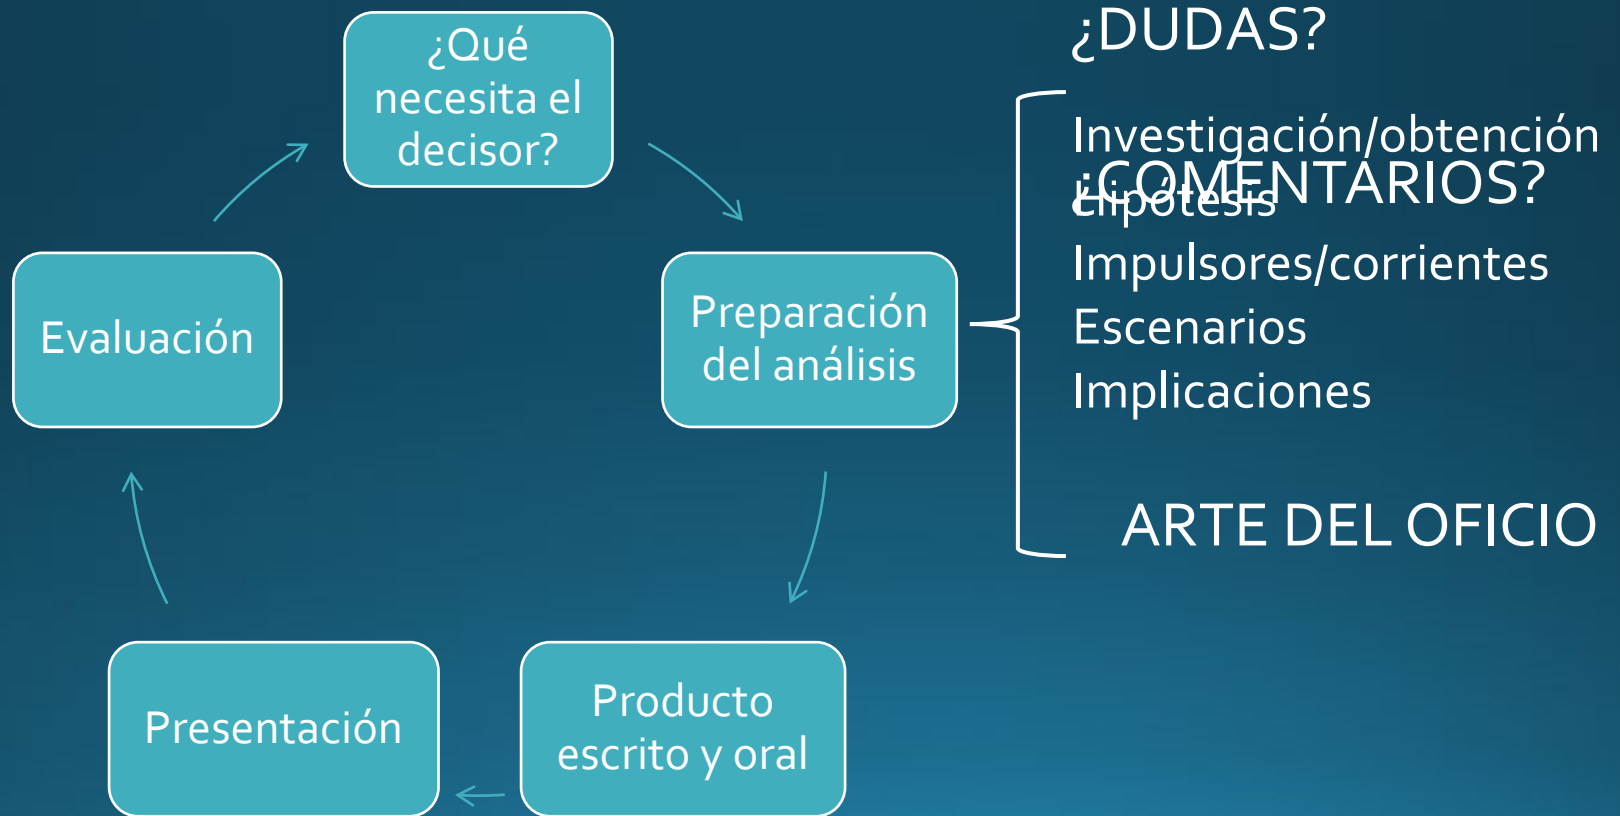 ¿Qué
necesita el
decisor?
Preparación
del análisis
Producto
escrito y oral
Presentación
Evaluación
¿DUDAS?
Investigación/obtención
¿COMENTARIOS?
Hipótesis
Impulsores/corrientes
Escenarios
Implicaciones
ARTE DEL OFICIO